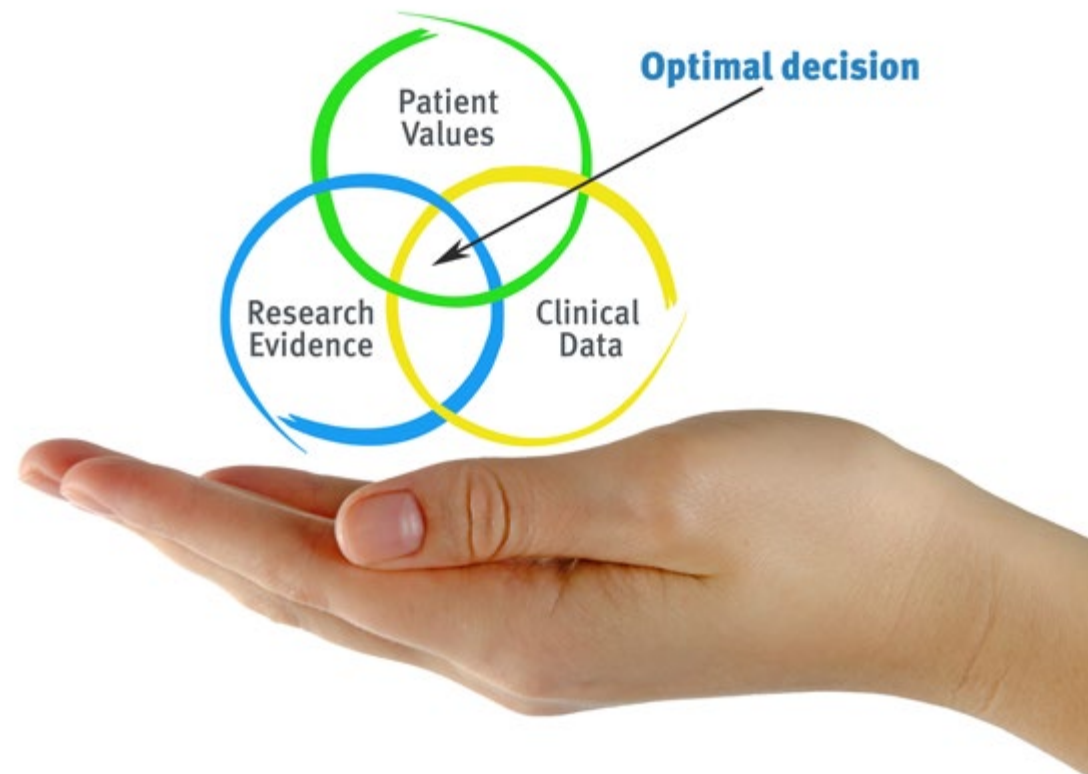 Optimal decision
Patient
Values
Research
Evidence
Clinical
Data